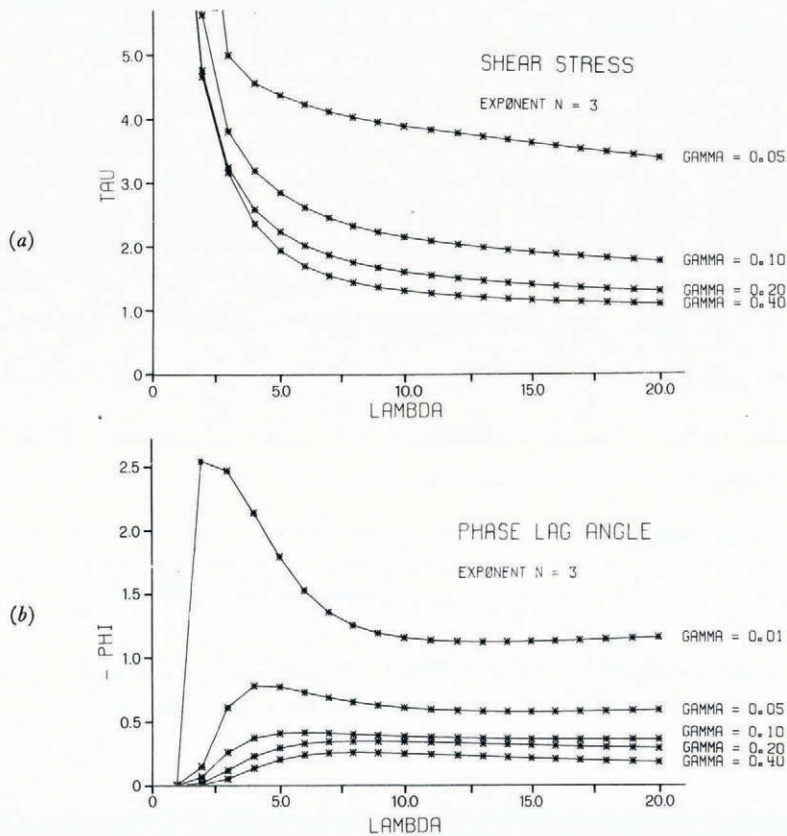 (a)
SHEAR STRESS
EXPØNENT N = 3
TAU
5.0
4.0
3.0
2.0
1.0
0
GAMMA = 0.05
GAMMA = 0.10
GAMMA = 0.20
GAMMA = 0.40
0 5.0 10.0 15.0 20.0
LAMBDA
(b)
PHASE LAG ANGLE
EXPØNENT N = 3
- PHI
2.5
2.0
1.5
1.0
0.5
0
GAMMA = 0.01
GAMMA = 0.05
GAMMA = 0.10
GAMMA = 0.20
GAMMA = 0.40
0 5.0 10.0 15.0 20.0
LAMBDA